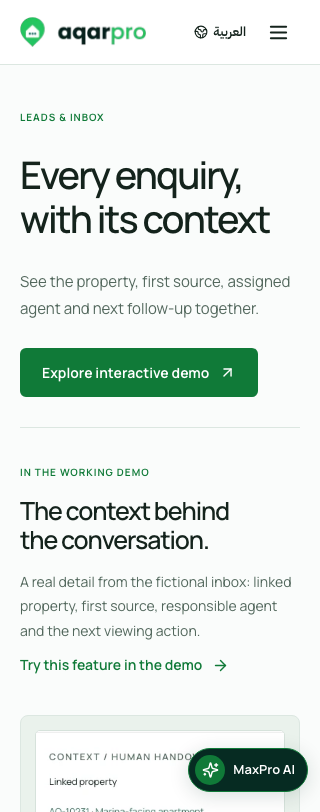 aqarpro
العربية
LEADS & INBOX
Every enquiry,
with its context
See the property, first source, assigned
agent and next follow-up together.
Explore interactive demo
IN THE WORKING DEMO
The context behind
the conversation.
A real detail from the fictional inbox: linked
property, first source, responsible agent
and the next viewing action.
Try this feature in the demo
CONTEXT / HUMAN
MaxPro AI
Linked property